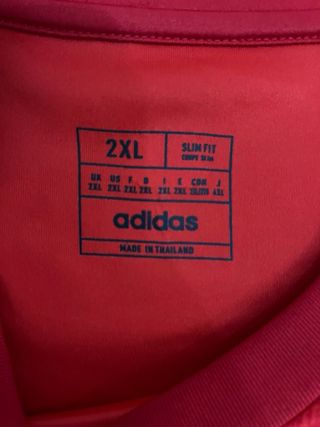 2XL
SLIM FIT
COUPE SLIM
UK US F D I E CDN J
2XL 2XL 2XL 2XL 2XL 2XL 4XL
adidas
MADE IN THAILAND